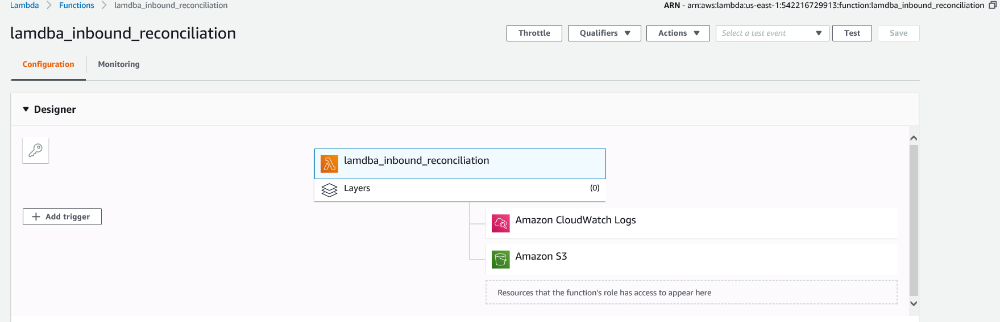 Lambda Functions lamdba_inbound_reconciliation
ARN - arn:aws:lambda:us-east-1:542216729913:function:lamdba_inbound_reconciliation
lamdba_inbound_reconciliation
Throttle Qualifiers Actions Select a test event Test Save
Configuration Monitoring
Designer
lamdba_inbound_reconciliation
Layers (0)
Add trigger
Amazon CloudWatch Logs
Amazon S3
Resources that the function's role has access to appear here